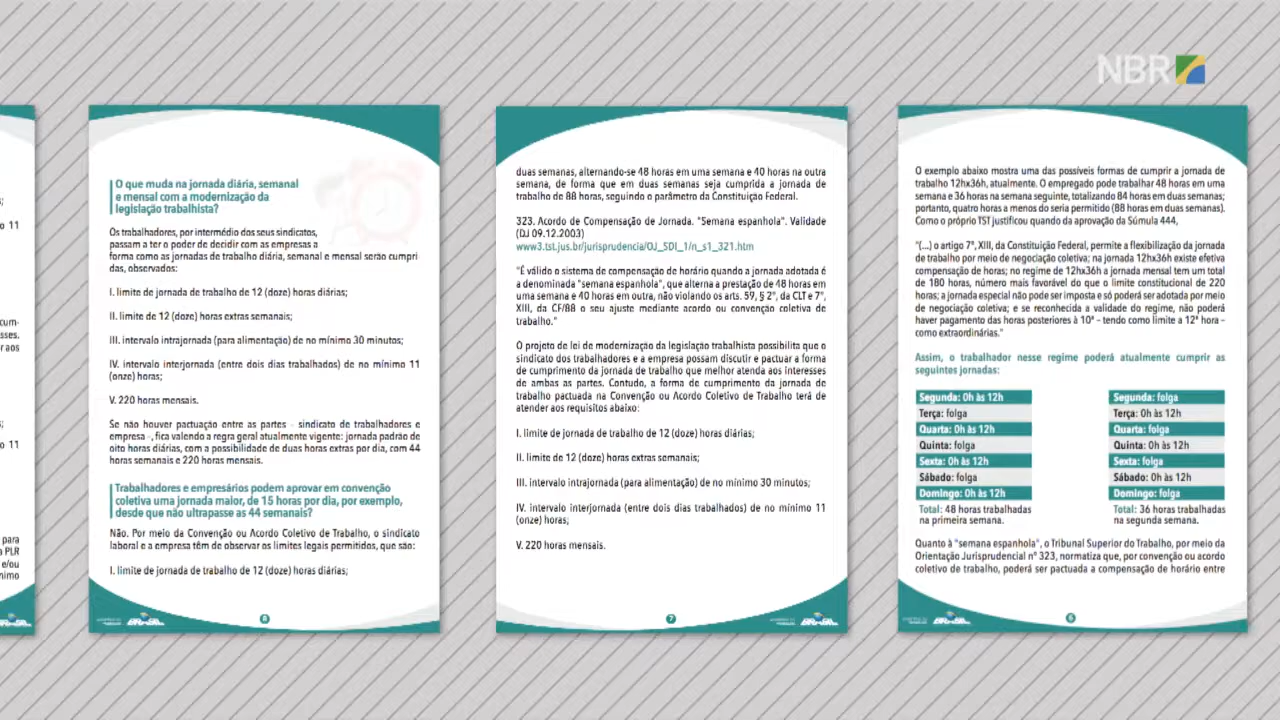 NBR
;
o 11
cum-
sses.
r aos
;
o 11
para
a PLR
e/ou
nimo
O que muda na jornada diária, semanal
e mensal com a modernização da
legislação trabalhista?
Os trabalhadores, por intermédio dos seus sindicatos,
passam a ter o poder de decidir com as empresas a
forma como as jornadas de trabalho diária, semanal e mensal serão cumpri
das, observados:
I. limite de jornada de trabalho de 12 (doze) horas diárias;
II. limite de 12 (doze) horas extras semanais;
III. intervalo intrajornada (para alimentação) de no mínimo 30 minutos;
IV. intervalo interjornada (entre dois dias trabalhados) de no mínimo 11
(onze) horas;
V. 220 horas mensais.
Se não houver pactuação entre as partes - sindicato de trabalhadores e
empresa -, fica valendo a regra geral atualmente vigente: jornada padrão de
oito horas diárias, com a possibilidade de duas horas extras por dia, com 44
horas semanais e 220 horas mensais.
Trabalhadores e empresários podem aprovar em convenção
coletiva uma jornada maior, de 15 horas por dia, por exemplo,
desde que não ultrapasse as 44 semanais?
Não. Por meio da Convenção ou Acordo Coletivo de Trabalho, o sindicato
laboral e a empresa têm de observar os limites legais permitidos, que são:
I. limite de jornada de trabalho de 12 (doze) horas diárias;
BRASIL
8
duas semanas, alternando-se 48 horas em uma semana e 40 horas na outra
semana, de forma que em duas semanas seja cumprida a jornada de
trabalho de 88 horas, seguindo o parâmetro da Constituição Federal.
323. Acordo de Compensação de Jornada. "Semana espanhola". Validade
(DJ 09.12.2003)
www3.tst.jus.br/jurisprudencia/OJ_SDI_1/n_s1_321.htm
"É válido o sistema de compensação de horário quando a jornada adotada é
a denominada "semana espanhola", que alterna a prestação de 48 horas em
uma semana e 40 horas em outra, não violando os arts. 59, § 2º, da CLT e 7º,
XIII, da CF/88 o seu ajuste mediante acordo ou convenção coletiva de
trabalho."
O projeto de lei de modernização da legislação trabalhista possibilita que o
sindicato dos trabalhadores e a empresa possam discutir e pactuar a forma
de cumprimento da jornada de trabalho que melhor atenda aos interesses
de ambas as partes. Contudo, a forma de cumprimento da jornada de
trabalho pactuada na Convenção ou Acordo Coletivo de Trabalho terá de
atender aos requisitos abaixo:
I. limite de jornada de trabalho de 12 (doze) horas diárias;
II. limite de 12 (doze) horas extras semanais;
III. intervalo intrajornada (para alimentação) de no mínimo 30 minutos;
IV. intervalo interjornada (entre dois dias trabalhados) de no mínimo 11
(onze) horas;
V. 220 horas mensais.
7
BRASIL
O exemplo abaixo mostra uma das possíveis formas de cumprir a jornada de
trabalho 12hx36h, atualmente. O empregado pode trabalhar 48 horas em uma
semana e 36 horas na semana seguinte, totalizando 84 horas em duas semanas;
portanto, quatro horas a menos do seria permitido (88 horas em duas semanas).
Como o próprio TST justificou quando da aprovação da Súmula 444,
"(...) o artigo 7º, XIII, da Constituição Federal, permite a flexibilização da jornada
de trabalho por meio de negociação coletiva; na jornada 12hx36h existe efetiva
compensação de horas; no regime de 12hx36h a jornada mensal tem um total
de 180 horas, número mais favorável do que o limite constitucional de 220
horas; a jornada especial não pode ser imposta e só poderá ser adotada por meio
de negociação coletiva; e se reconhecida a validade do regime, não poderá
haver pagamento das horas posteriores à 10ª – tendo como limite a 12ª hora –
como extraordinárias."
Assim, o trabalhador nesse regime poderá atualmente cumprir as
seguintes jornadas:
Segunda: 0h às 12h
Terça: folga
Quarta: 0h às 12h
Quinta: folga
Sexta: 0h às 12h
Sábado: folga
Domingo: 0h às 12h
Total: 48 horas trabalhadas
na primeira semana.
Segunda: folga
Terça: 0h às 12h
Quarta: folga
Quinta: 0h às 12h
Sexta: folga
Sábado: 0h às 12h
Domingo: folga
Total: 36 horas trabalhadas
na segunda semana.
Quanto à "semana espanhola", o Tribunal Superior do Trabalho, por meio da
Orientação Jurisprudencial nº 323, normatiza que, por convenção ou acordo
coletivo de trabalho, poderá ser pactuada a compensação de horário entre
BRASIL
6